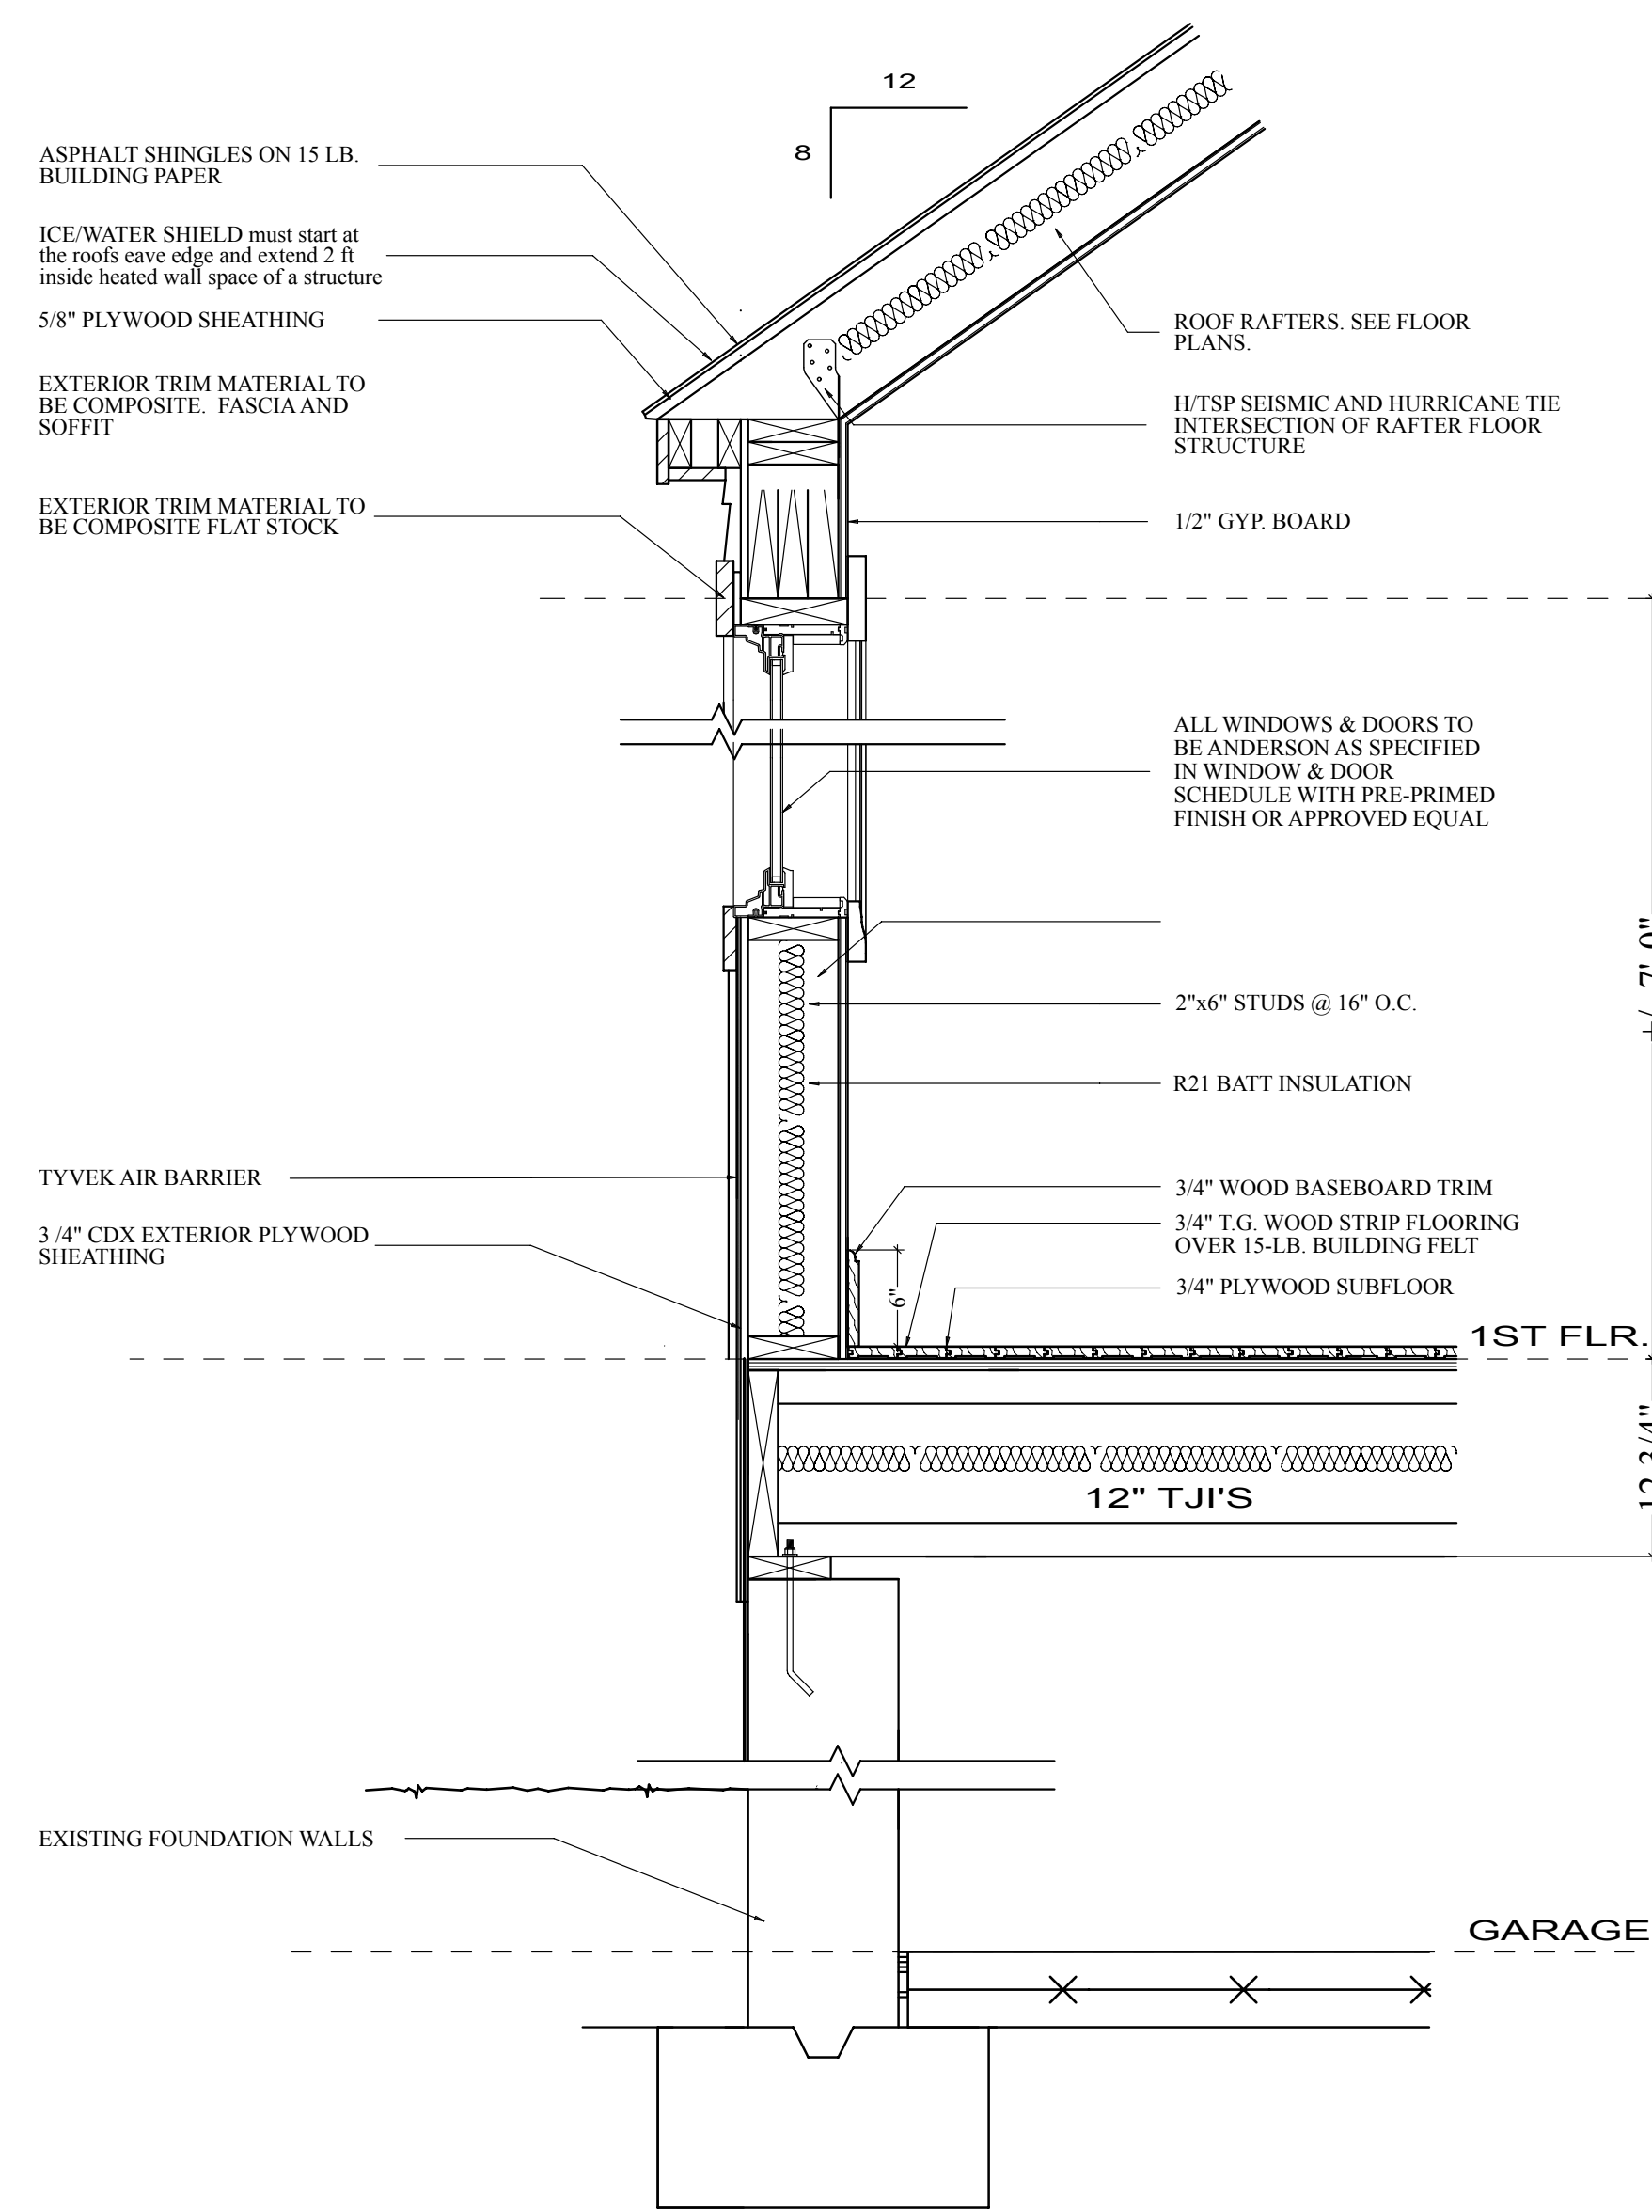 12
8
ASPHALT SHINGLES ON 15 LB.
BUILDING PAPER
ICE/WATER SHIELD must start at
the roofs eave edge and extend 2 ft
inside heated wall space of a structure
5/8" PLYWOOD SHEATHING
EXTERIOR TRIM MATERIAL TO
BE COMPOSITE. FASCIA AND
SOFFIT
EXTERIOR TRIM MATERIAL TO
BE COMPOSITE FLAT STOCK
ROOF RAFTERS. SEE FLOOR
PLANS.
H/TSP SEISMIC AND HURRICANE TIE
INTERSECTION OF RAFTER FLOOR
STRUCTURE
1/2" GYP. BOARD
ALL WINDOWS & DOORS TO
BE ANDERSON AS SPECIFIED
IN WINDOW & DOOR
SCHEDULE WITH PRE-PRIMED
FINISH OR APPROVED EQUAL
2"x6" STUDS @ 16" O.C.
R21 BATT INSULATION
TYVEK AIR BARRIER
3 /4" CDX EXTERIOR PLYWOOD
SHEATHING
3/4" WOOD BASEBOARD TRIM
3/4" T.G. WOOD STRIP FLOORING
OVER 15-LB. BUILDING FELT
3/4" PLYWOOD SUBFLOOR
6"
1ST FLR.
12 3/4"
12" TJI'S
EXISTING FOUNDATION WALLS
GARAGE